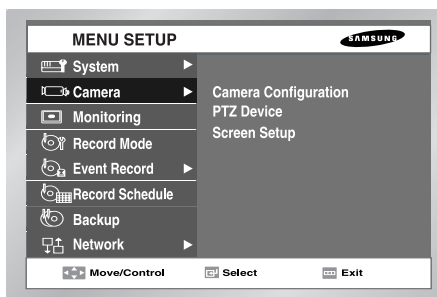 MENU SETUP
SAMSUNG
System
Camera
Monitoring
Record Mode
Event Record
Record Schedule
Backup
Network
Camera Configuration
PTZ Device
Screen Setup
Move/Control
Select
Exit